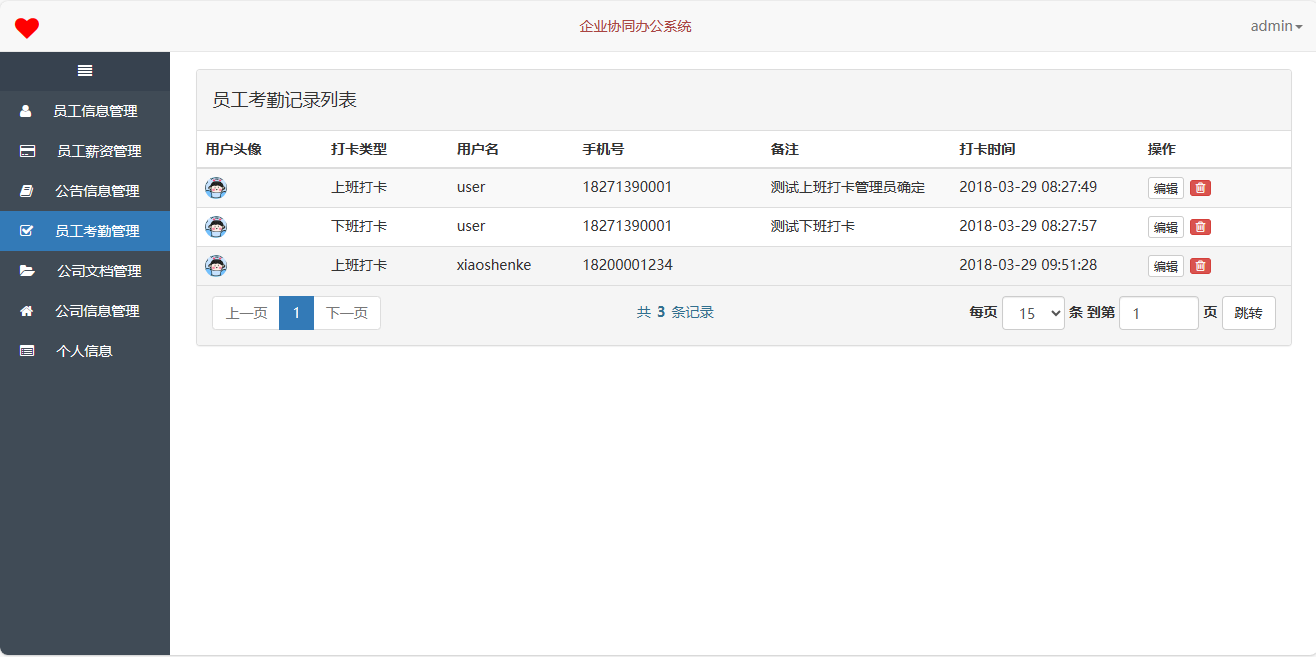 企业协同办公系统
admin
员工信息管理
员工薪资管理
公告信息管理
员工考勤管理
公司文档管理
公司信息管理
个人信息
员工考勤记录列表
用户头像 打卡类型 用户名 手机号 备注 打卡时间 操作
上班打卡 user 18271390001 测试上班打卡管理员确定 2018-03-29 08:27:49 编辑
下班打卡 user 18271390001 测试下班打卡 2018-03-29 08:27:57 编辑
上班打卡 xiaoshenke 18200001234 2018-03-29 09:51:28 编辑
上一页 1 下一页 共 3 条记录 每页 15 条 到第 1 页 跳转